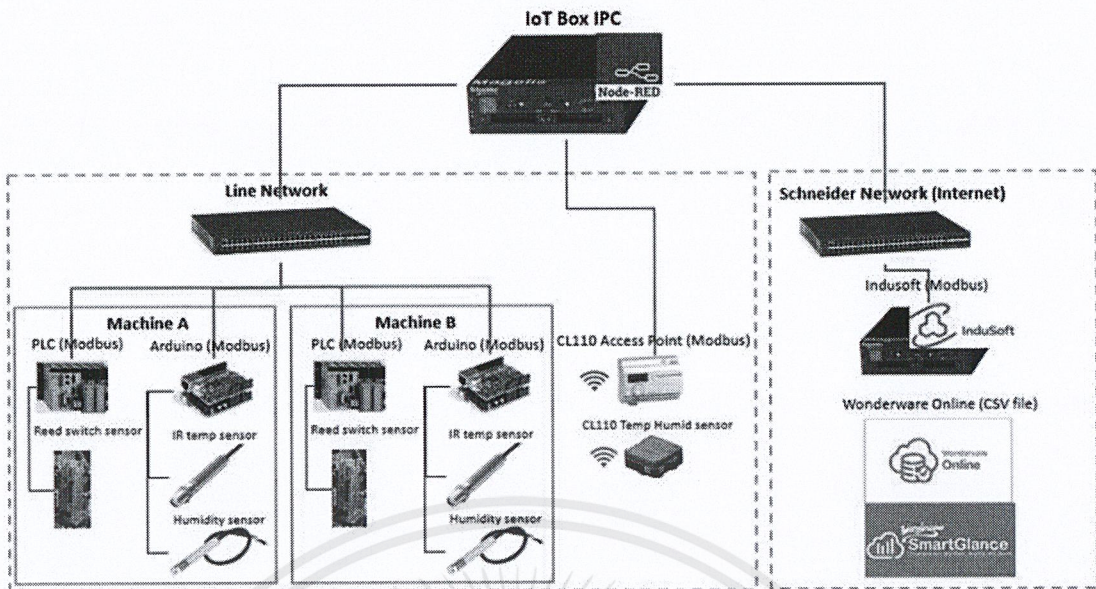 IoT Box IPC
Node-RED
Line Network
Schneider Network (Internet)
Machine A
PLC (Modbus)
Arduino (Modbus)
Reed switch sensor
IR temp sensor
Humidity sensor
Machine B
PLC (Modbus)
Arduino (Modbus)
Reed switch sensor
IR temp sensor
Humidity sensor
CL110 Access Point (Modbus)
CL110 Temp Humid sensor
Indusoft (Modbus)
InduSoft
Wonderware Online (CSV file)
Wonderware
Online
Wonderware
SmartGlance